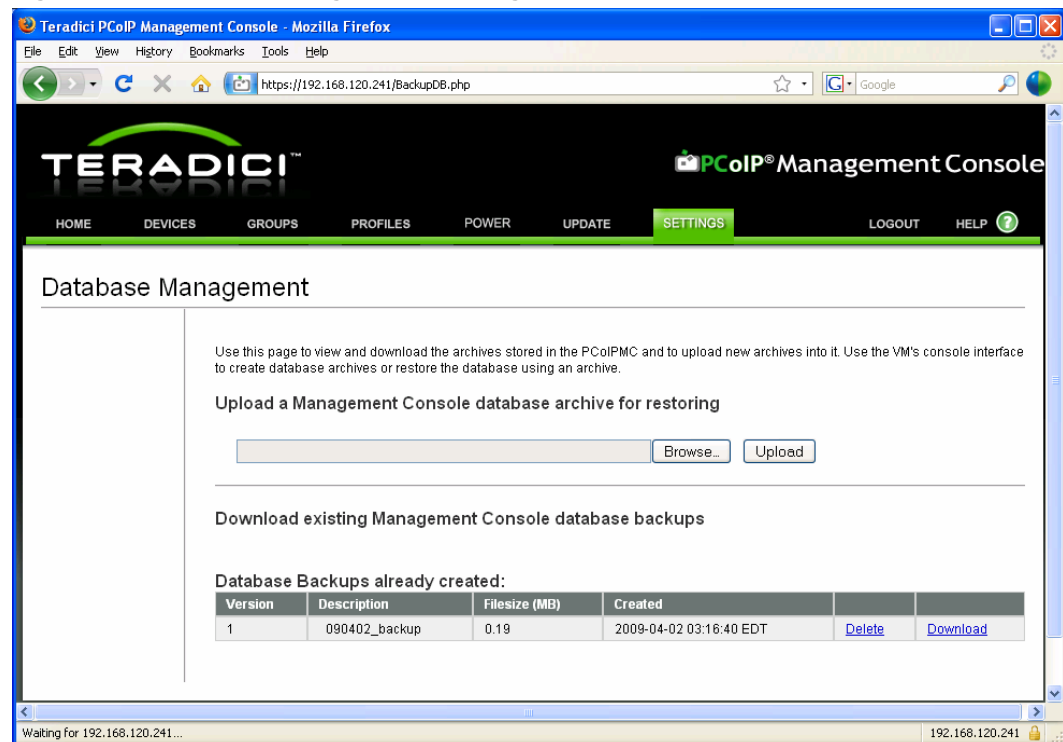 Teradici PCoIP Management Console - Mozilla Firefox
File Edit View History Bookmarks Tools Help
https://192.168.120.241/BackupDB.php
G Google
TERADICI™
PCoIP® Management Console
HOME DEVICES GROUPS PROFILES POWER UPDATE SETTINGS LOGOUT HELP ?
Database Management
Use this page to view and download the archives stored in the PCoIPMC and to upload new archives into it. Use the VM's console interface
to create database archives or restore the database using an archive.
Upload a Management Console database archive for restoring
Browse... Upload
Download existing Management Console database backups
Database Backups already created:
Version Description Filesize (MB) Created
1 090402_backup 0.19 2009-04-02 03:16:40 EDT Delete Download
Waiting for 192.168.120.241... 192.168.120.241